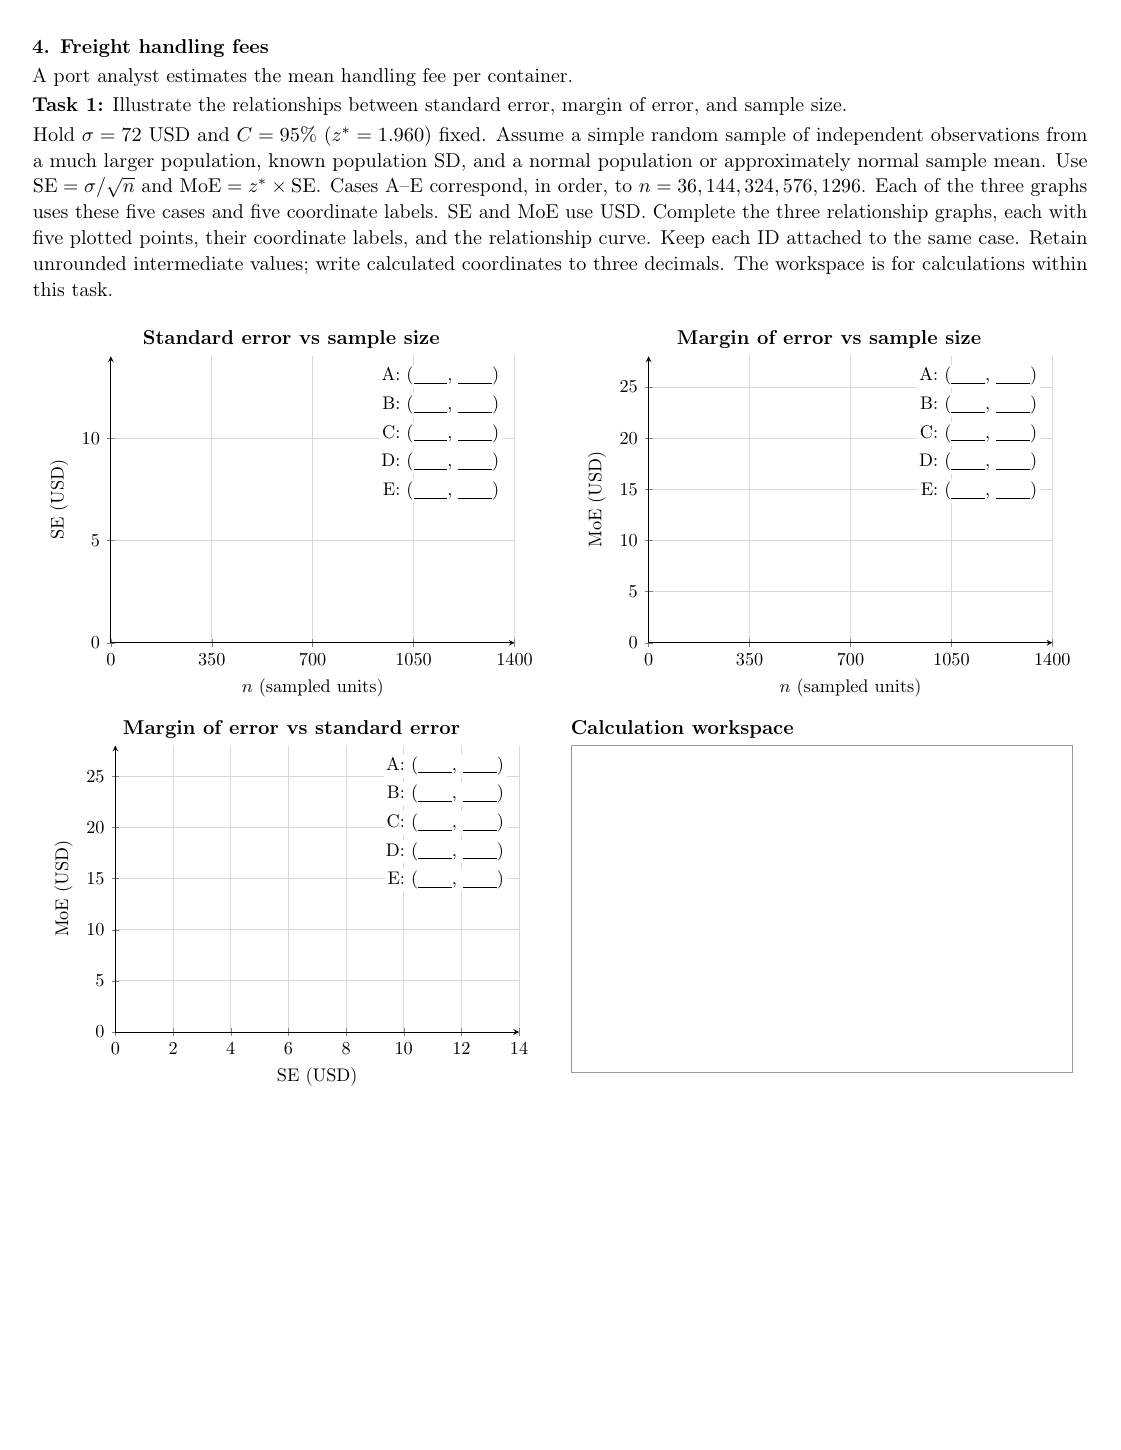 4. Freight handling fees
A port analyst estimates the mean handling fee per container.
Task 1: Illustrate the relationships between standard error, margin of error, and sample size.
Hold σ = 72 USD and C = 95% (z* = 1.960) fixed. Assume a simple random sample of independent observations from
a much larger population, known population SD, and a normal population or approximately normal sample mean. Use
SE = σ/√n and MoE = z* × SE. Cases A–E correspond, in order, to n = 36, 144, 324, 576, 1296. Each of the three graphs
uses these five cases and five coordinate labels. SE and MoE use USD. Complete the three relationship graphs, each with
five plotted points, their coordinate labels, and the relationship curve. Keep each ID attached to the same case. Retain
unrounded intermediate values; write calculated coordinates to three decimals. The workspace is for calculations within
this task.
Standard error vs sample size
A: (____, ____)
B: (____, ____)
C: (____, ____)
D: (____, ____)
E: (____, ____)
10
5
0
SE (USD)
0 350 700 1050 1400
n (sampled units)
Margin of error vs sample size
A: (____, ____)
B: (____, ____)
C: (____, ____)
D: (____, ____)
E: (____, ____)
25
20
15
10
5
0
MoE (USD)
0 350 700 1050 1400
n (sampled units)
Margin of error vs standard error
A: (____, ____)
B: (____, ____)
C: (____, ____)
D: (____, ____)
E: (____, ____)
25
20
15
10
5
0
MoE (USD)
0 2 4 6 8 10 12 14
SE (USD)
Calculation workspace